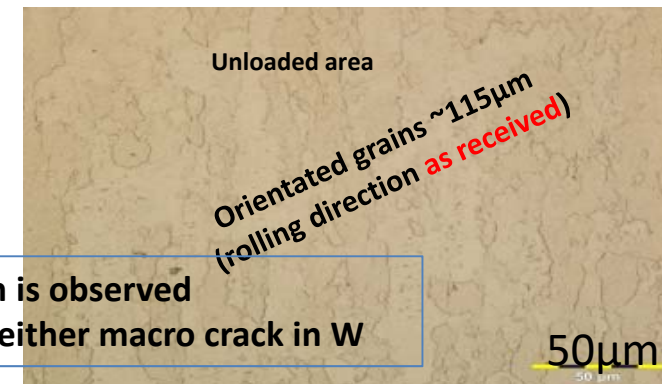 Unloaded area
Orientated grains ~115µm
(rolling direction as received)
is observed
either macro crack in W
50µm
50 µm